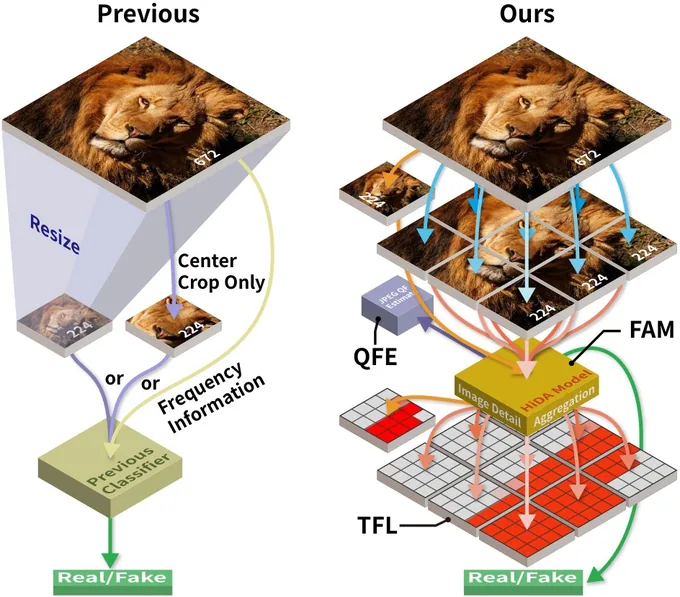 Previous
672
Resize
Center
Crop Only
224
224
or
or
Frequency
Information
Previous
Classifier
Real/Fake
Ours
672
224
224
224
224
JPEG QF
Estimat
QFE
FAM
HiDA Model
Image Detail
Aggregation
TFL
Real/Fake